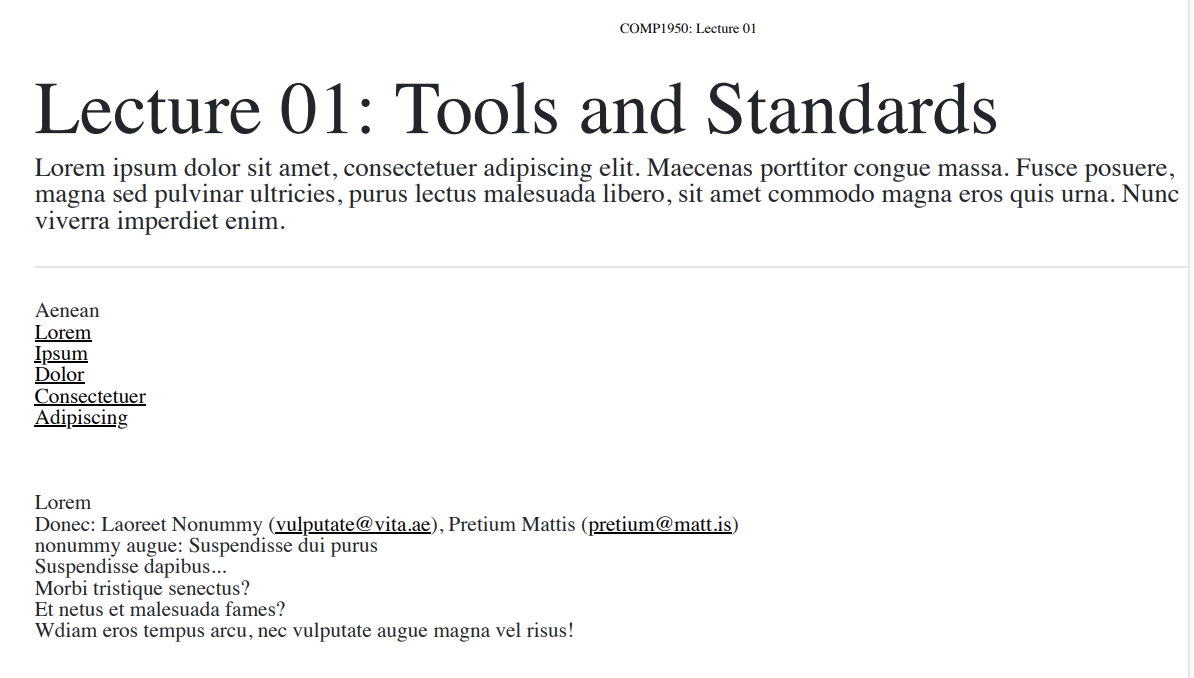 COMP1950: Lecture 01
Lecture 01: Tools and Standards
Lorem ipsum dolor sit amet, consectetuer adipiscing elit. Maecenas porttitor congue massa. Fusce posuere,
magna sed pulvinar ultricies, purus lectus malesuada libero, sit amet commodo magna eros quis urna. Nunc
viverra imperdiet enim.
Aenean
Lorem
Ipsum
Dolor
Consectetuer
Adipiscing
Lorem
Donec: Laoreet Nonummy (vulputate@vita.ae), Pretium Mattis (pretium@matt.is)
nonummy augue: Suspendisse dui purus
Suspendisse dapibus...
Morbi tristique senectus?
Et netus et malesuada fames?
Wdiam eros tempus arcu, nec vulputate augue magna vel risus!